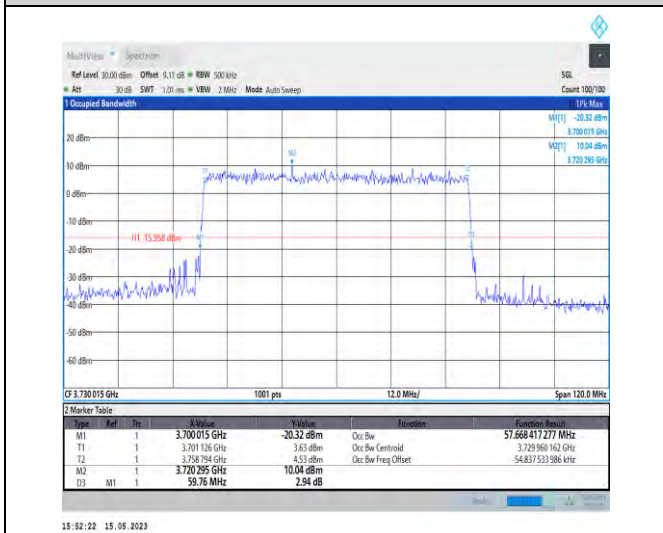 MultiView Spectrum
Ref Level 30.00 dBm Offset 9.11 dB RBW 500 kHz SGL
Att 30 dB SWT 1.01 ms VBW 2 MHz Mode Auto Sweep Count 100/100
1 Occupied Bandwidth 1Pk Max
M1[1] -20.32 dBm
3.700 015 GHz
M2[1] 10.04 dBm
3.720 295 GHz
20 dBm
10 dBm
0 dBm
-10 dBm
-20 dBm
-30 dBm
-40 dBm
-50 dBm
-60 dBm
M2
T1
T2
H1 -15.958 dBm
M1
D3
CF 3.730 015 GHz 1001 pts 12.0 MHz/ Span 120.0 MHz
2 Marker Table
Type Ref Trc X-Value Y-Value Function Function Result
M1 1 3.700 015 GHz -20.32 dBm Occ Bw 57.668 417 277 MHz
T1 1 3.701 126 GHz 3.63 dBm Occ Bw Centroid 3.729 960 162 GHz
T2 1 3.758 794 GHz 4.53 dBm Occ Bw Freq Offset -54.837 533 986 kHz
M2 1 3.720 295 GHz 10.04 dBm
D3 M1 1 59.76 MHz 2.94 dB
15:52:22 15.05.2023